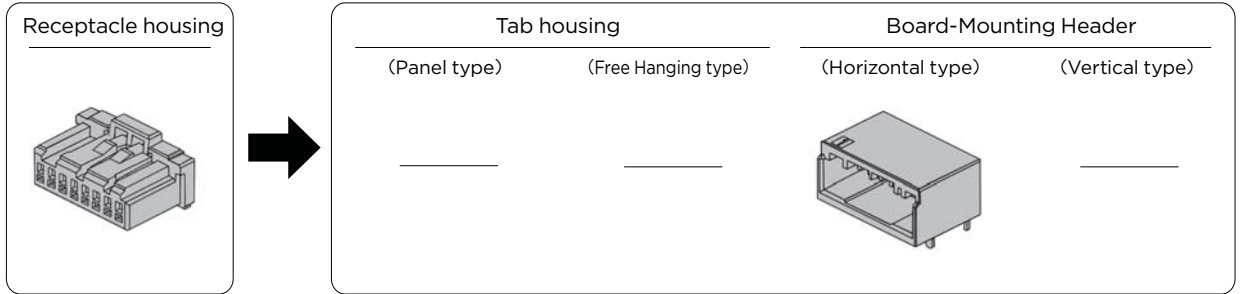 Receptacle housing
Tab housing
Board-Mounting Header
（Panel type）
（Free Hanging type）
（Horizontal type）
（Vertical type）